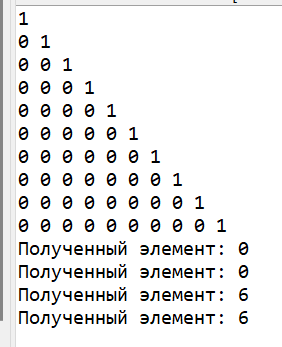 1
0 1
0 0 1
0 0 0 1
0 0 0 0 1
0 0 0 0 0 1
0 0 0 0 0 0 1
0 0 0 0 0 0 0 1
0 0 0 0 0 0 0 0 1
0 0 0 0 0 0 0 0 0 1
Полученный элемент: 0
Полученный элемент: 0
Полученный элемент: 6
Полученный элемент: 6